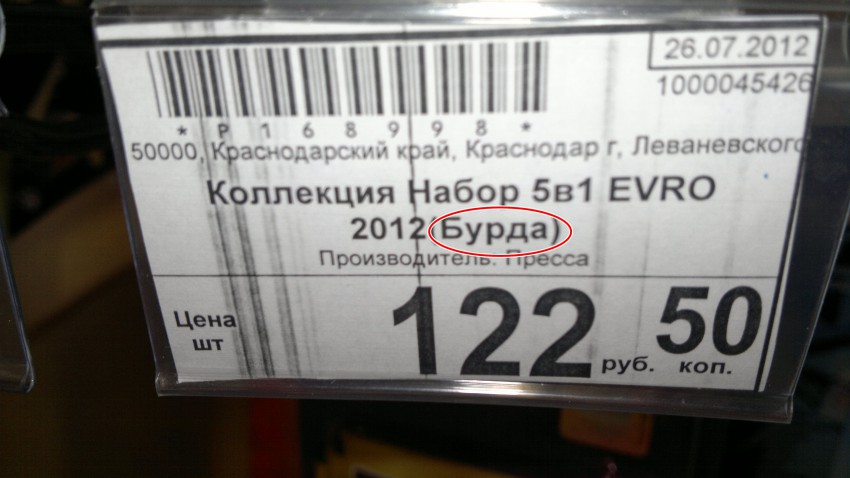 26.07.2012
1000045426
* P 1 6 8 9 9 8 *
50000, Краснодарский край, Краснодар г, Леваневского
Коллекция Набор 5в1 EVRO
2012(Бурда)
Производитель: Пресса
Цена
шт
122 руб. 50 коп.